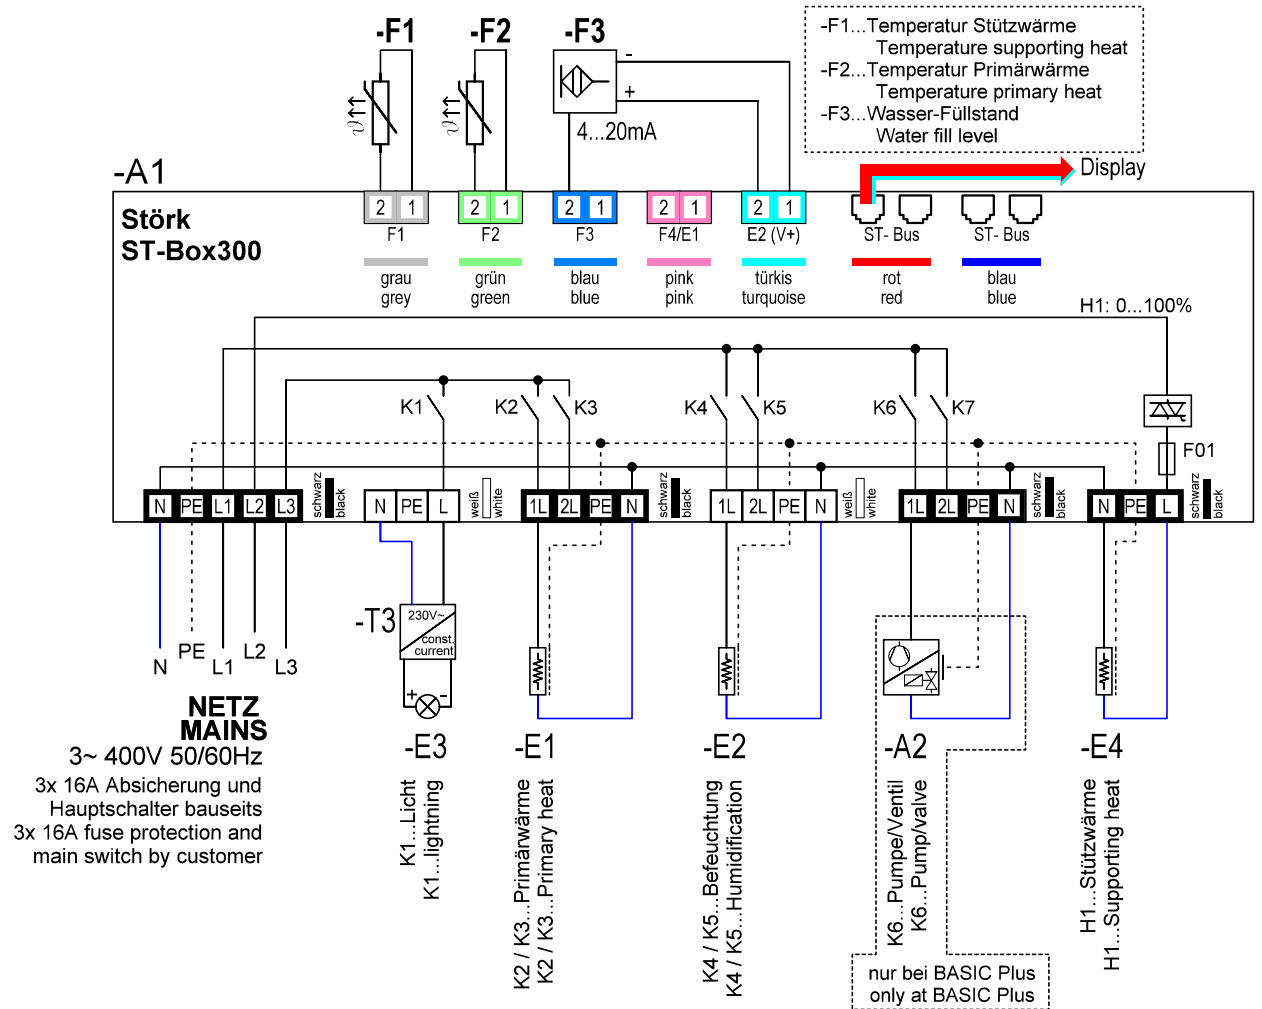 -F1
-F2
-F3
-F1...Temperatur Stützwärme
Temperature supporting heat
-F2...Temperatur Primärwärme
Temperature primary heat
-F3...Wasser-Füllstand
Water fill level
ϑ
ϑ
-
+
4...20mA
Display
-A1
Störk
ST-Box300
2 1
2 1
2 1
2 1
2 1
F1
F2
F3
F4/E1
E2 (V+)
ST- Bus
ST- Bus
grau
grey
grün
green
blau
blue
pink
pink
türkis
turquoise
rot
red
blau
blue
H1: 0...100%
K1
K2
K3
K4
K5
K6
K7
F01
N PE L1 L2 L3
schwarz
black
N PE L
weiß
white
1L 2L PE N
schwarz
black
1L 2L PE N
weiß
white
1L 2L PE N
schwarz
black
N PE L
schwarz
black
N
PE
L1
L2
L3
NETZ
MAINS
3~ 400V 50/60Hz
3x 16A Absicherung und
Hauptschalter bauseits
3x 16A fuse protection and
main switch by customer
-T3
230V~
const.
current
+ -
-E3
K1...Licht
K1...lightning
-E1
K2 / K3...Primärwärme
K2 / K3...Primary heat
-E2
K4 / K5...Befeuchtung
K4 / K5...Humidification
-A2
K6...Pumpe/Ventil
K6...Pump/valve
nur bei BASIC Plus
only at BASIC Plus
-E4
H1...Stützwärme
H1...Supporting heat